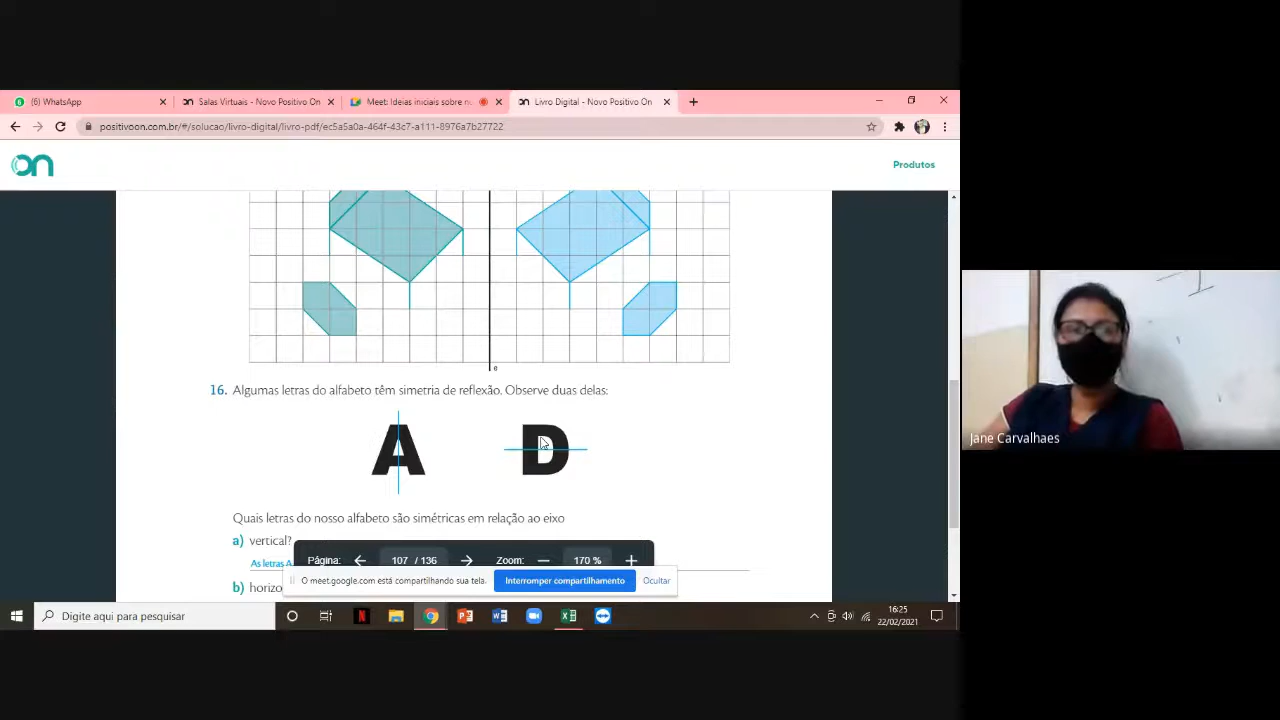 (6) WhatsApp
Salas Virtuais - Novo Positivo On
Meet: Ideias iniciais sobre n
Livro Digital - Novo Positivo On
positivoon.com.br/#/solucao/livro-digital/livro-pdf/ec5a5a0a-464f-43c7-a111-8976a7b27722
on
Produtos
e
16. Algumas letras do alfabeto têm simetria de reflexão. Observe duas delas:
A D
Quais letras do nosso alfabeto são simétricas em relação ao eixo
a) vertical?
As letras A
Página: 107 / 136 Zoom: 170 %
O meet.google.com está compartilhando sua tela. Interromper compartilhamento Ocultar
b) horizo
Digite aqui para pesquisar
16:25
22/02/2021
Jane Carvalhaes